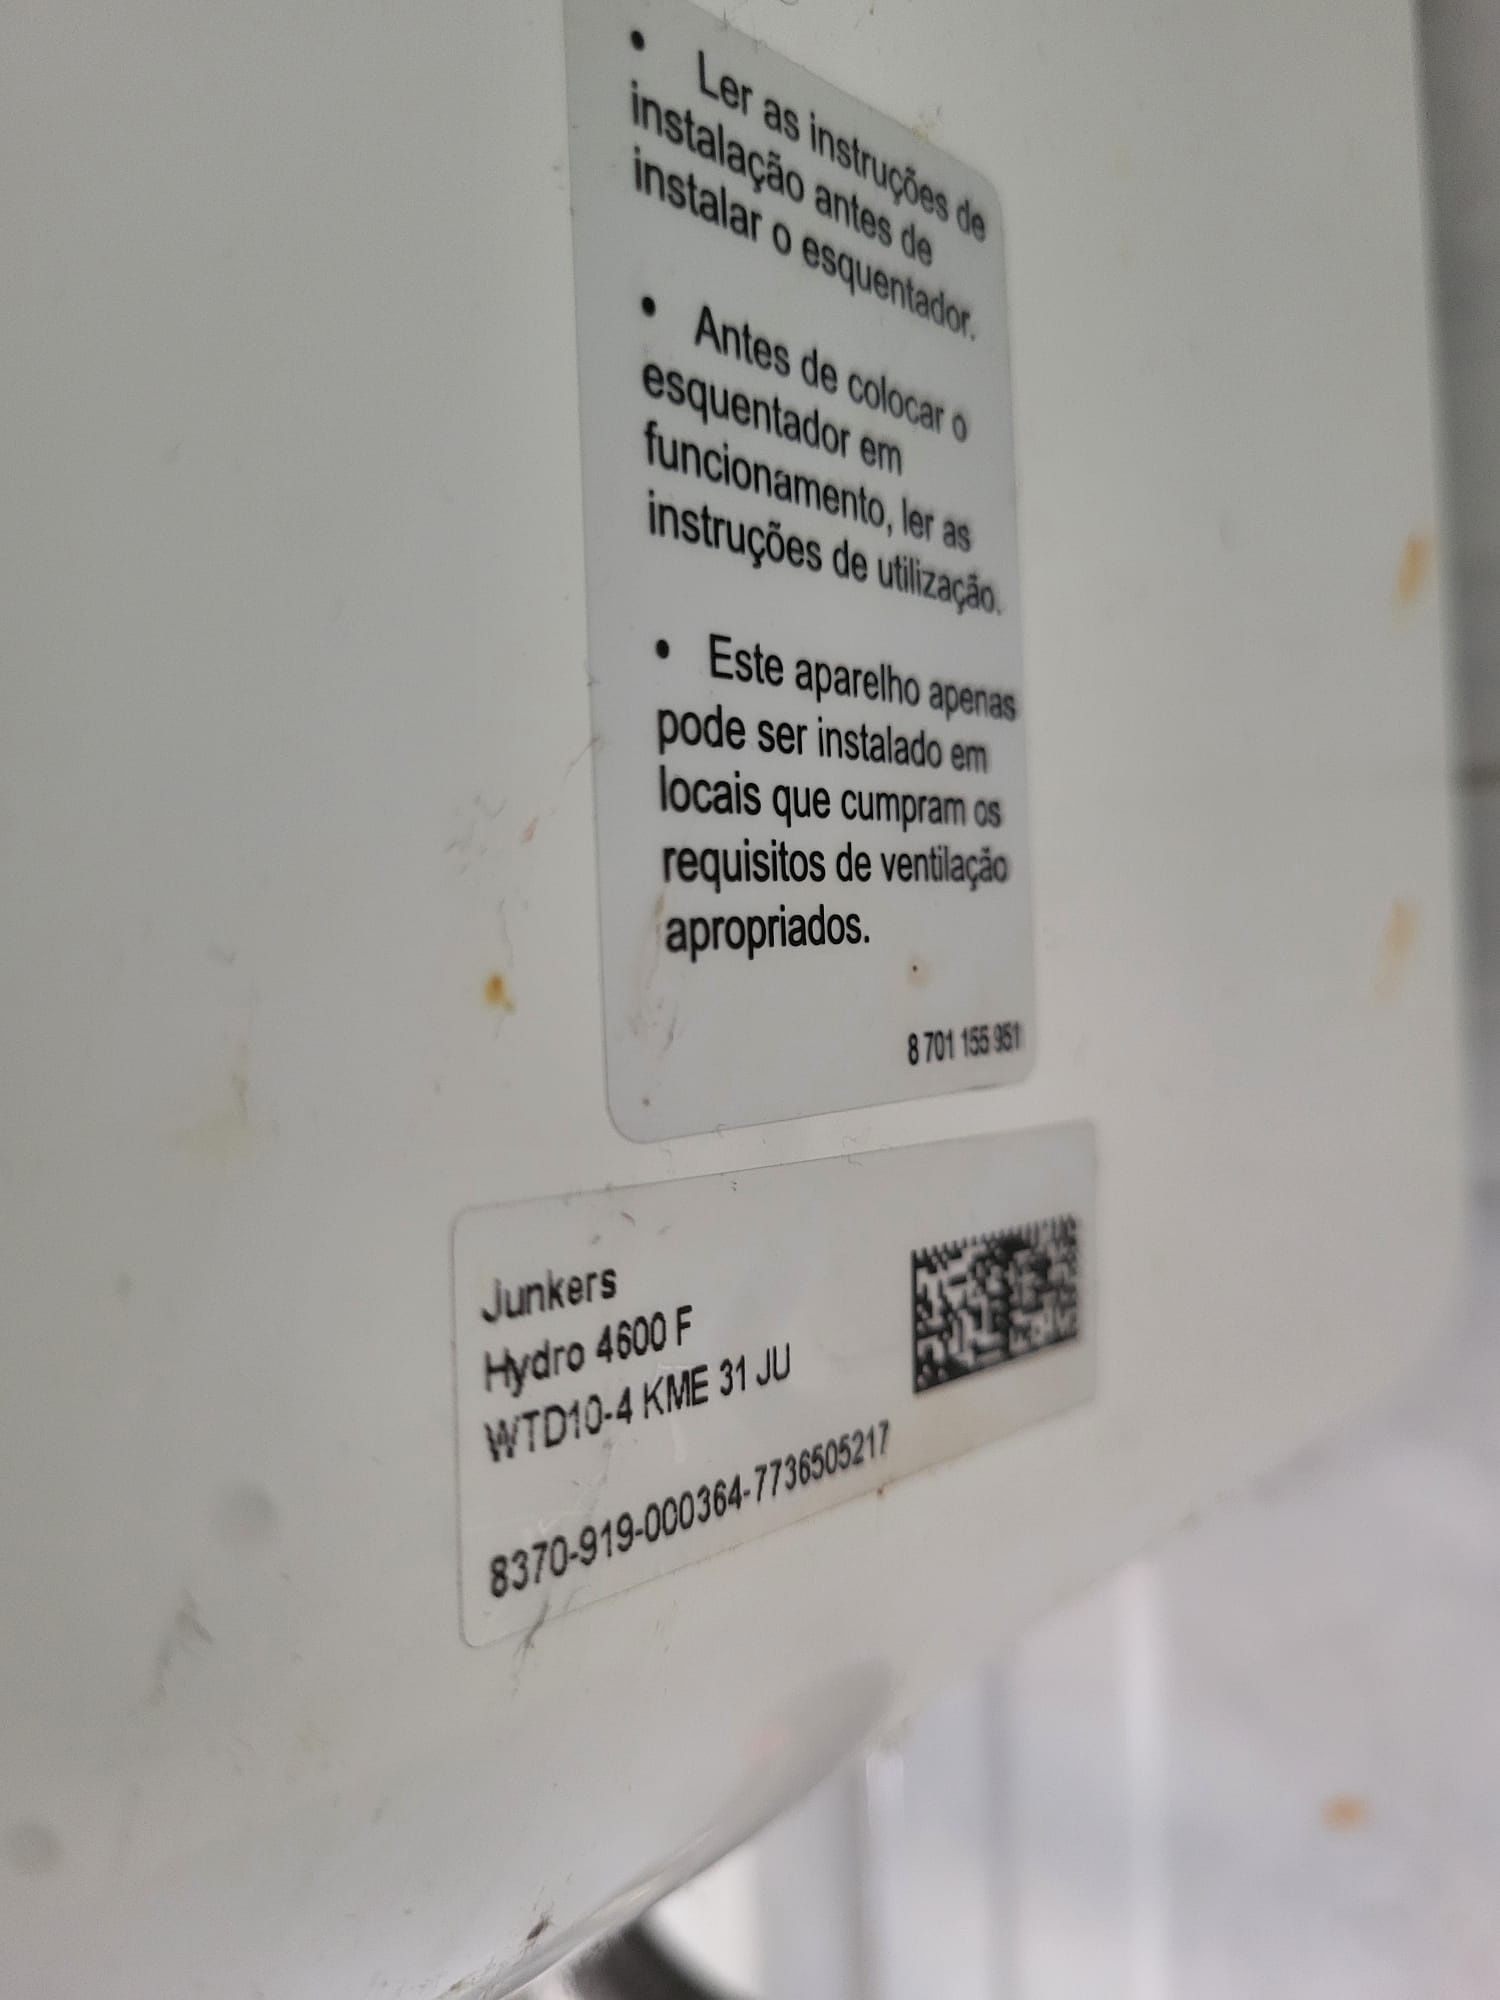 • Ler as instruções de
instalação antes de
instalar o esquentador.
• Antes de colocar o
esquentador em
funcionamento, ler as
instruções de utilização.
• Este aparelho apenas
pode ser instalado em
locais que cumpram os
requisitos de ventilação
apropriados.
8 701 155 951
Junkers
Hydro 4600 F
WTD10-4 KME 31 JU
8370-919-000364-7736505217